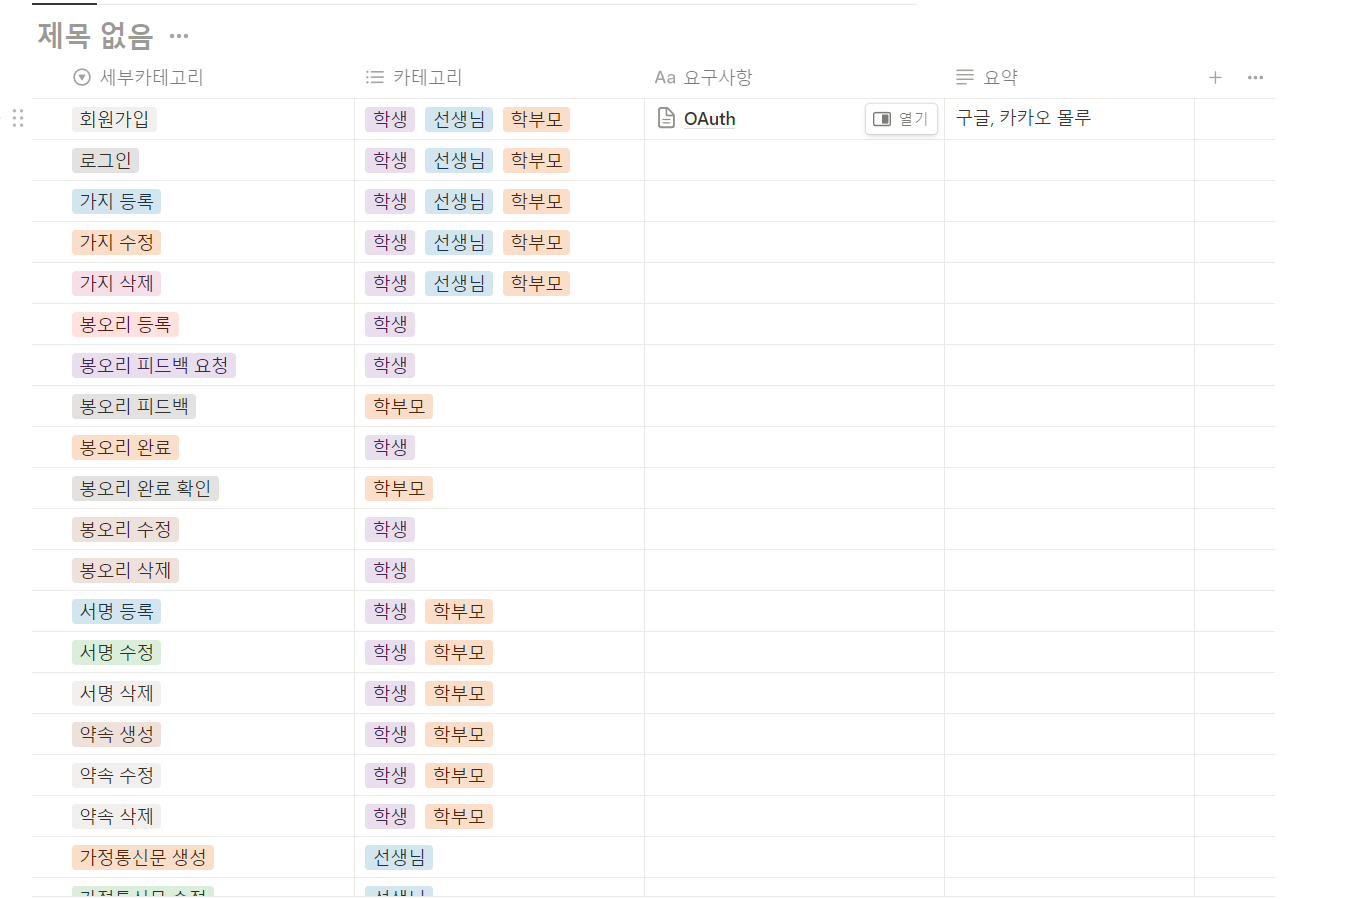 제목 없음 •••
세부카테고리 카테고리 Aa 요구사항 요약
회원가입 학생 선생님 학부모 OAuth 열기 구글, 카카오 몰루
로그인 학생 선생님 학부모
가지 등록 학생 선생님 학부모
가지 수정 학생 선생님 학부모
가지 삭제 학생 선생님 학부모
봉오리 등록 학생
봉오리 피드백 요청 학생
봉오리 피드백 학부모
봉오리 완료 학생
봉오리 완료 확인 학부모
봉오리 수정 학생
봉오리 삭제 학생
서명 등록 학생 학부모
서명 수정 학생 학부모
서명 삭제 학생 학부모
약속 생성 학생 학부모
약속 수정 학생 학부모
약속 삭제 학생 학부모
가정통신문 생성 선생님
가정통신문 수정 선생님